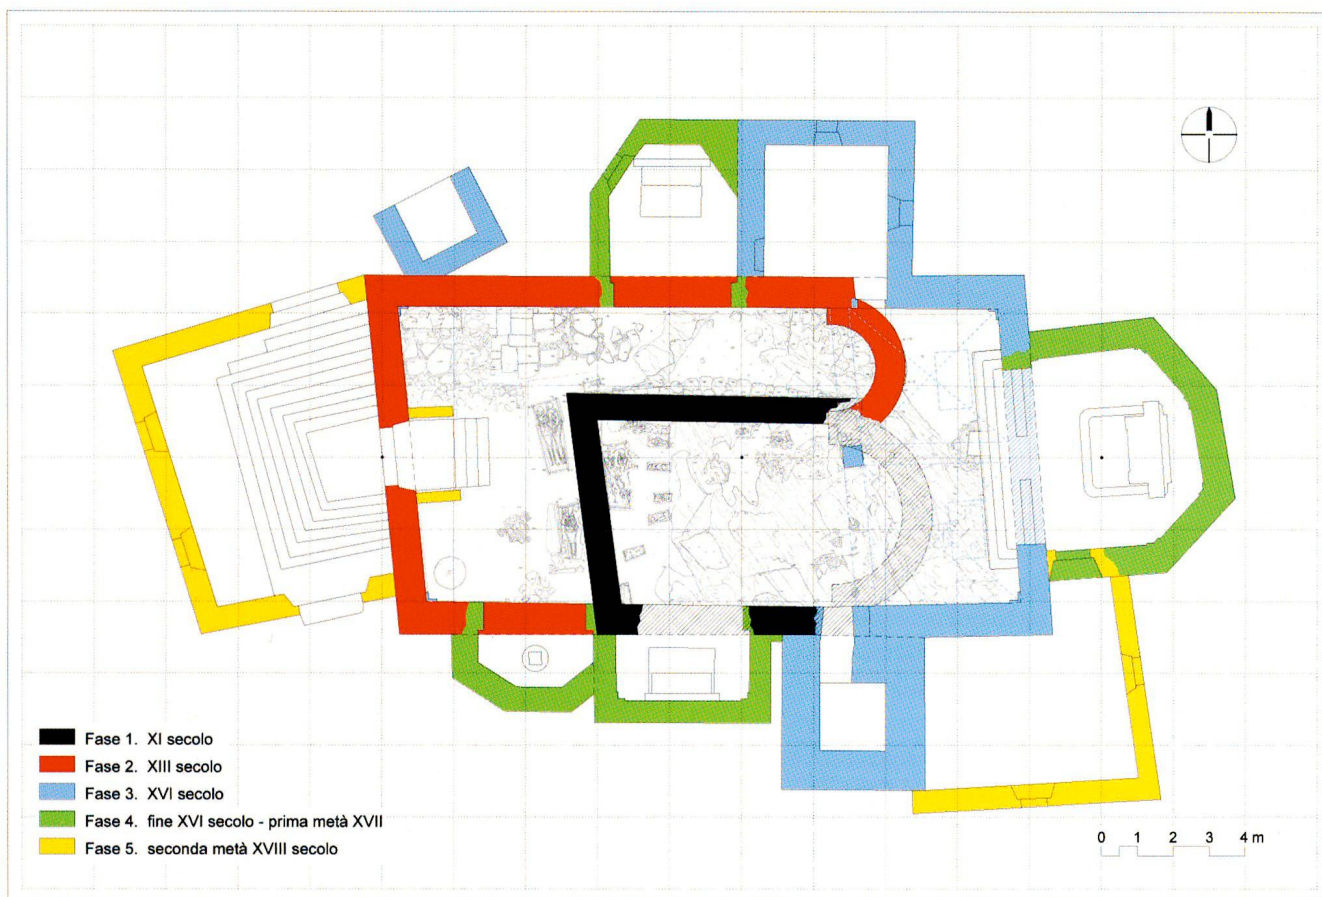 Fase 1. XI secolo
Fase 2. XIII secolo
Fase 3. XVI secolo
Fase 4. fine XVI secolo - prima metà XVII
Fase 5. seconda metà XVIII secolo
0 1 2 3 4 m